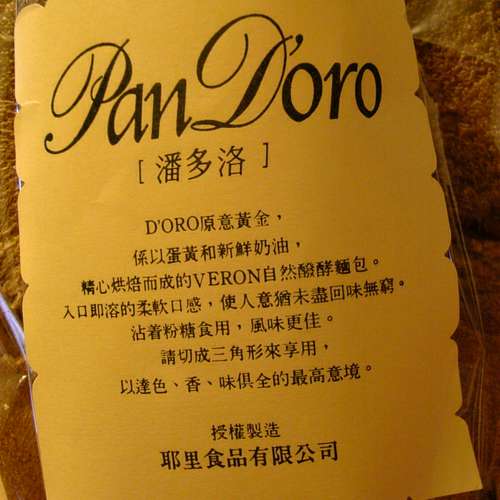 Pan D'oro
[潘多洛]
D'ORO原意黃金，
係以蛋黃和新鮮奶油，
精心烘焙而成的VERON自然醱酵麵包。
入口即溶的柔軟口感，使人意猶未盡回味無窮。
沾着粉糖食用，風味更佳。
請切成三角形來享用，
以達色、香、味俱全的最高意境。
授權製造
耶里食品有限公司